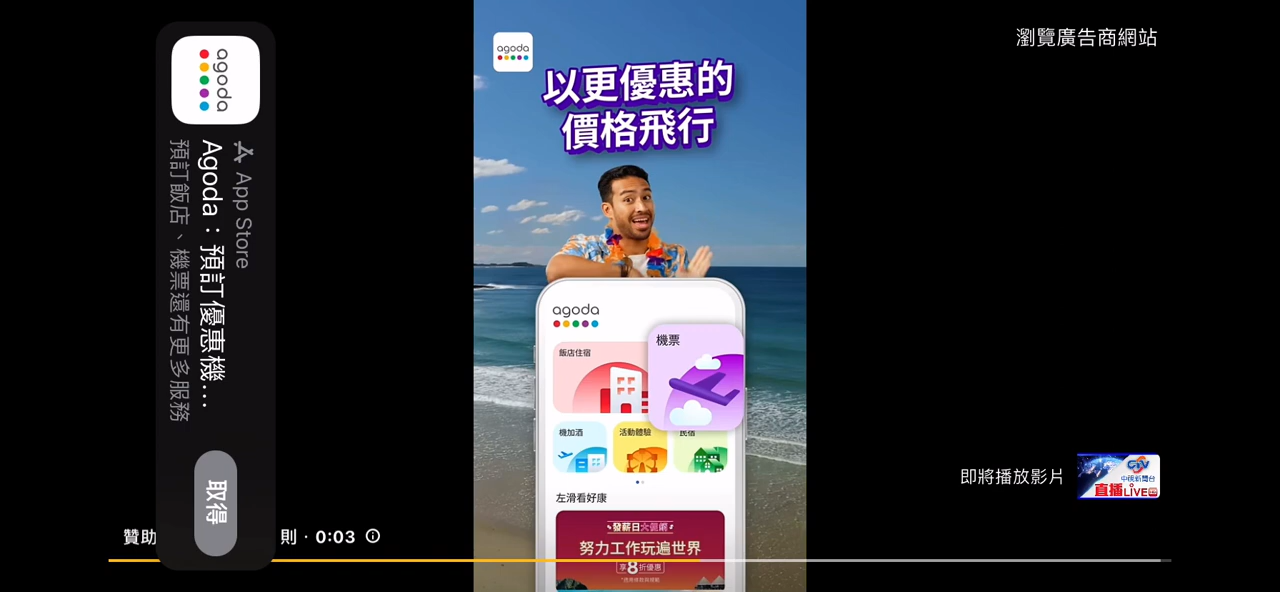 agoda
App Store
Agoda：預訂優惠機...
預訂飯店、機票還有更多服務
取得
agoda
以更優惠的
價格飛行
agoda
飯店住宿
機票
機加酒
活動體驗
民宿
左滑看好康
發薪日大優惠
努力工作玩遍世界
享8折優惠
瀏覽廣告商網站
即將播放影片
CTV
中視新聞台
直播LIVE
贊助
則 · 0:03